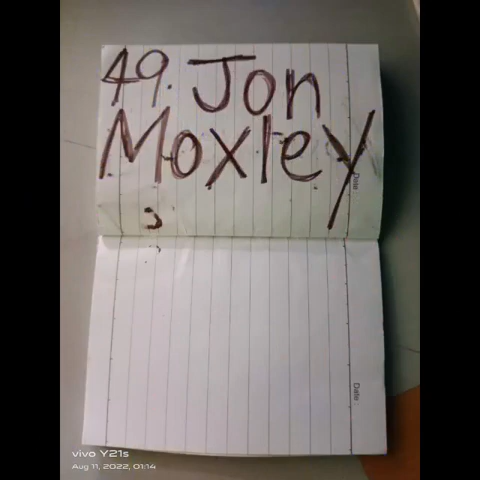 49. Jon
Moxley
Date :
Date :
vivo Y21s
Aug 11, 2022, 01:14